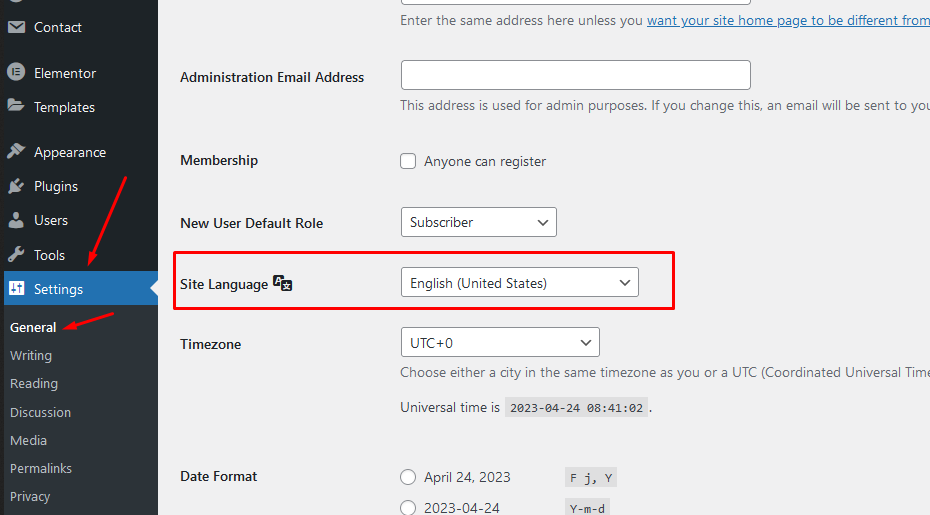 Contact
Elementor
Templates
Appearance
Plugins
Users
Tools
Settings
General
Writing
Reading
Discussion
Media
Permalinks
Privacy
Enter the same address here unless you want your site home page to be different from
Administration Email Address
This address is used for admin purposes. If you change this, an email will be sent to you
Membership Anyone can register
New User Default Role Subscriber
Site Language English (United States)
Timezone UTC+0
Choose either a city in the same timezone as you or a UTC (Coordinated Universal Time
Universal time is 2023-04-24 08:41:02 .
Date Format April 24, 2023 F j, Y
2023-04-24 Y-m-d